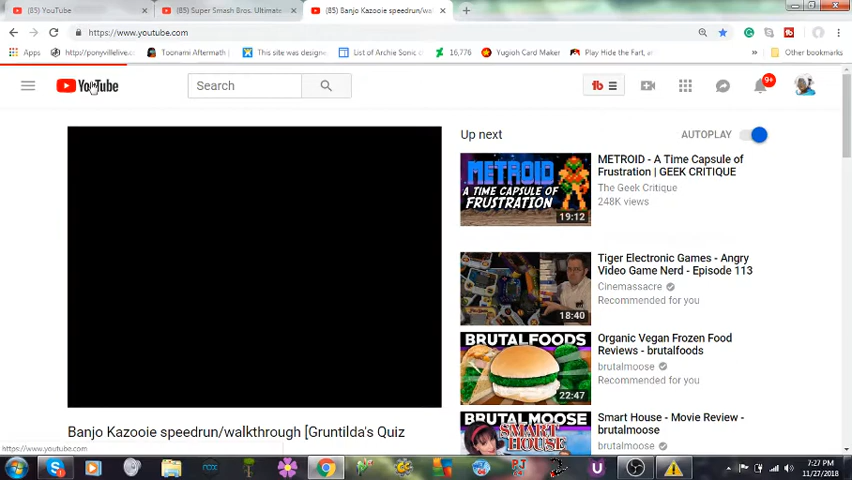 (85) YouTube
(85) Super Smash Bros. Ultimate
(85) Banjo Kazooie speedrun/wal
https://www.youtube.com
Apps
http://ponyvilleliv
Toonami Aftermath
This site was designe
List of Archie Sonic
16,776
Yugioh Card Maker
Play Hide the Fart, a
Other bookmarks
YouTube
Search
9+
Up next
AUTOPLAY
METROID
A TIME CAPSULE OF
FRUSTRATION
19:12
METROID - A Time Capsule of
Frustration | GEEK CRITIQUE
The Geek Critique
248K views
18:40
Tiger Electronic Games - Angry
Video Game Nerd - Episode 113
Cinemassacre
Recommended for you
BRUTALFOODS
22:47
Organic Vegan Frozen Food
Reviews - brutalfoods
brutalmoose
Recommended for you
BRUTALMOOSE
SMART
HOUSE
Smart House - Movie Review -
brutalmoose
brutalmoose
Banjo Kazooie speedrun/walkthrough [Gruntilda's Quiz
https://www.youtube.com
7:27 PM
11/27/2018